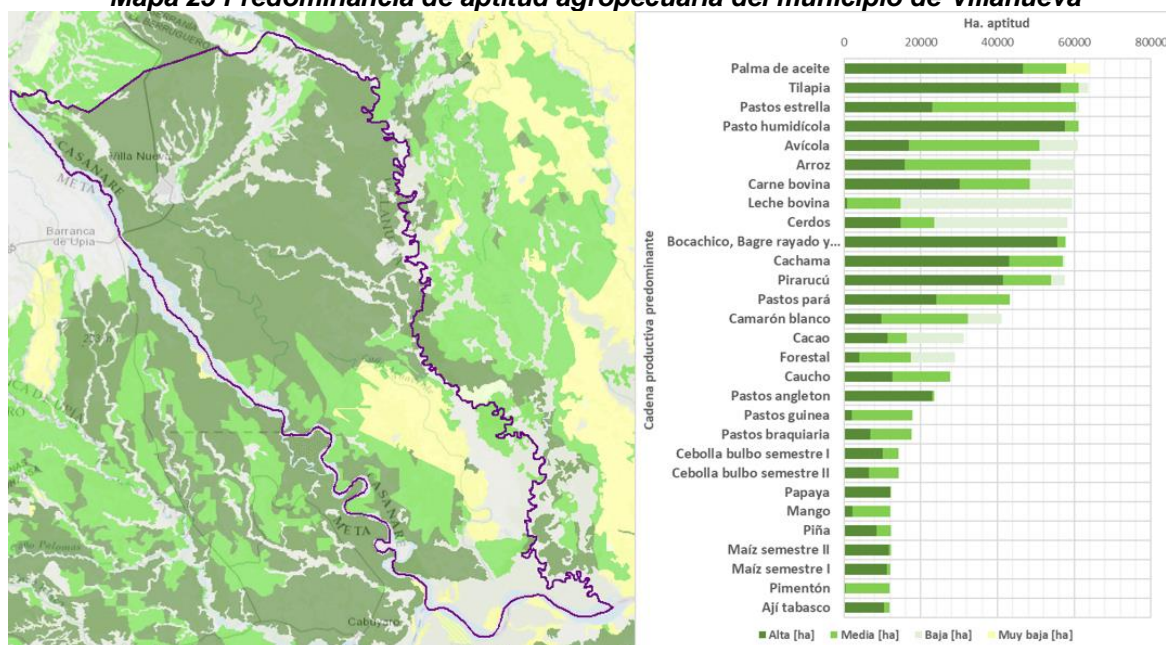 Mapa 25 Predominancia de aptitud agropecuaria del municipio de Villanueva
Villa Nueva
CASANARE
META
Barranca
de Upía
VILLANUEVA
CASANARE
META
Cabuyaro
Ha. aptitud
0 20000 40000 60000 80000
Cadena productiva predominante
Palma de aceite
Tilapia
Pastos estrella
Pasto humidícola
Avícola
Arroz
Carne bovina
Leche bovina
Cerdos
Bocachico, Bagre rayado y...
Cachama
Pirarucú
Pastos pará
Camarón blanco
Cacao
Forestal
Caucho
Pastos angleton
Pastos guinea
Pastos braquiaria
Cebolla bulbo semestre I
Cebolla bulbo semestre II
Papaya
Mango
Piña
Maíz semestre II
Maíz semestre I
Pimentón
Ají tabasco
Alta [ha] Media [ha] Baja [ha] Muy baja [ha]